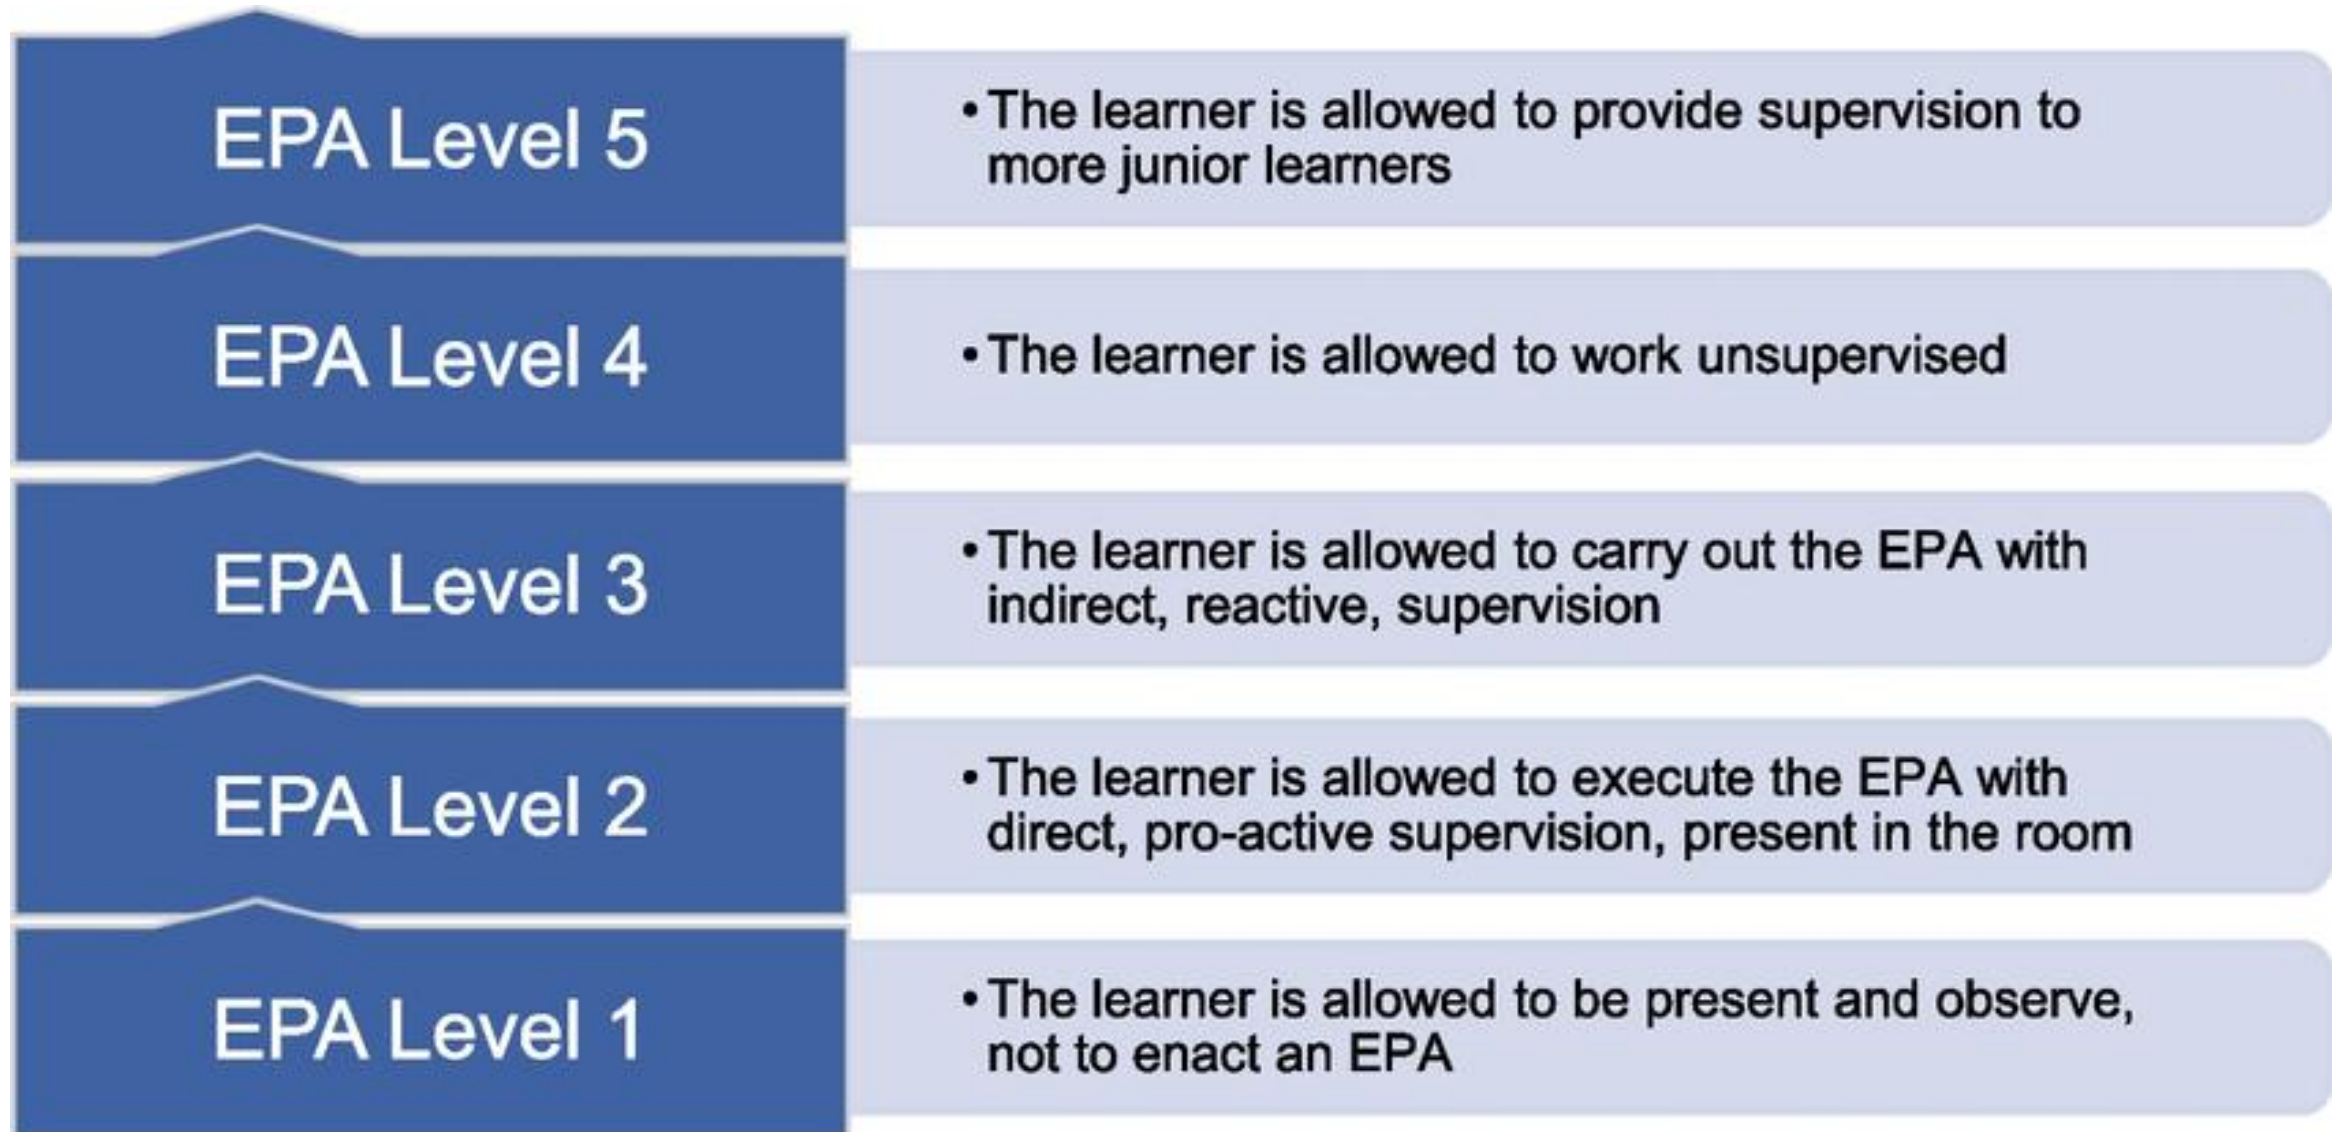 EPA Level 5
• The learner is allowed to provide supervision to
more junior learners
EPA Level 4
• The learner is allowed to work unsupervised
EPA Level 3
• The learner is allowed to carry out the EPA with
indirect, reactive, supervision
EPA Level 2
• The learner is allowed to execute the EPA with
direct, pro-active supervision, present in the room
EPA Level 1
• The learner is allowed to be present and observe,
not to enact an EPA